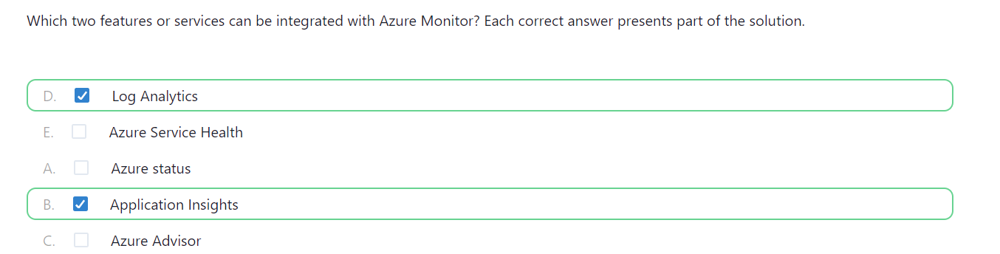 Which two features or services can be integrated with Azure Monitor? Each correct answer presents part of the solution.
D. Log Analytics
E. Azure Service Health
A. Azure status
B. Application Insights
C. Azure Advisor